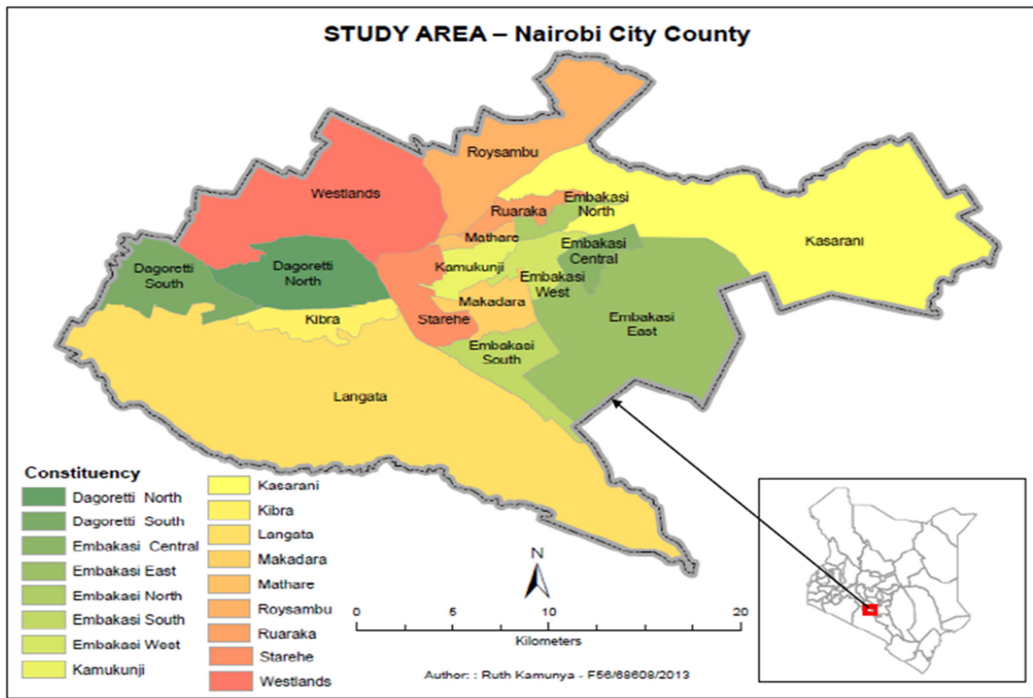 STUDY AREA – Nairobi City County
Roysambu
Westlands
Ruaraka
Embakasi
North
Mathare
Kasarani
Dagoretti
South
Dagoretti
North
Kamukunji
Embakasi
Central
Embakasi
West
Makadara
Kibra
Starehe
Embakasi
East
Embakasi
South
Langata
Constituency
Dagoretti North
Dagoretti South
Embakasi Central
Embakasi East
Embakasi North
Embakasi South
Embakasi West
Kamukunji
Kasarani
Kibra
Langata
Makadara
Mathare
Roysambu
Ruaraka
Starehe
Westlands
N
0 5 10 20
Kilometers
Author: : Ruth Kamunya - F56/68608/2013